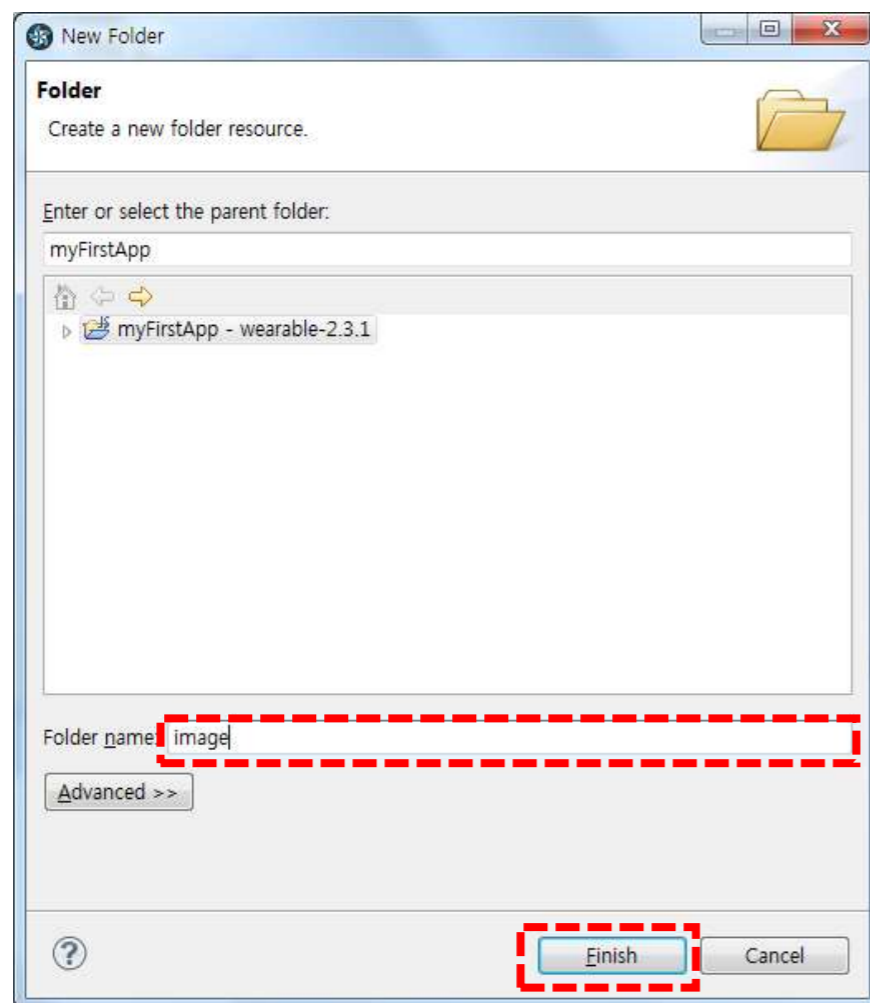 New Folder
Folder
Create a new folder resource.
Enter or select the parent folder:
myFirstApp
myFirstApp - wearable-2.3.1
Folder name: image
Advanced >>
Finish
Cancel